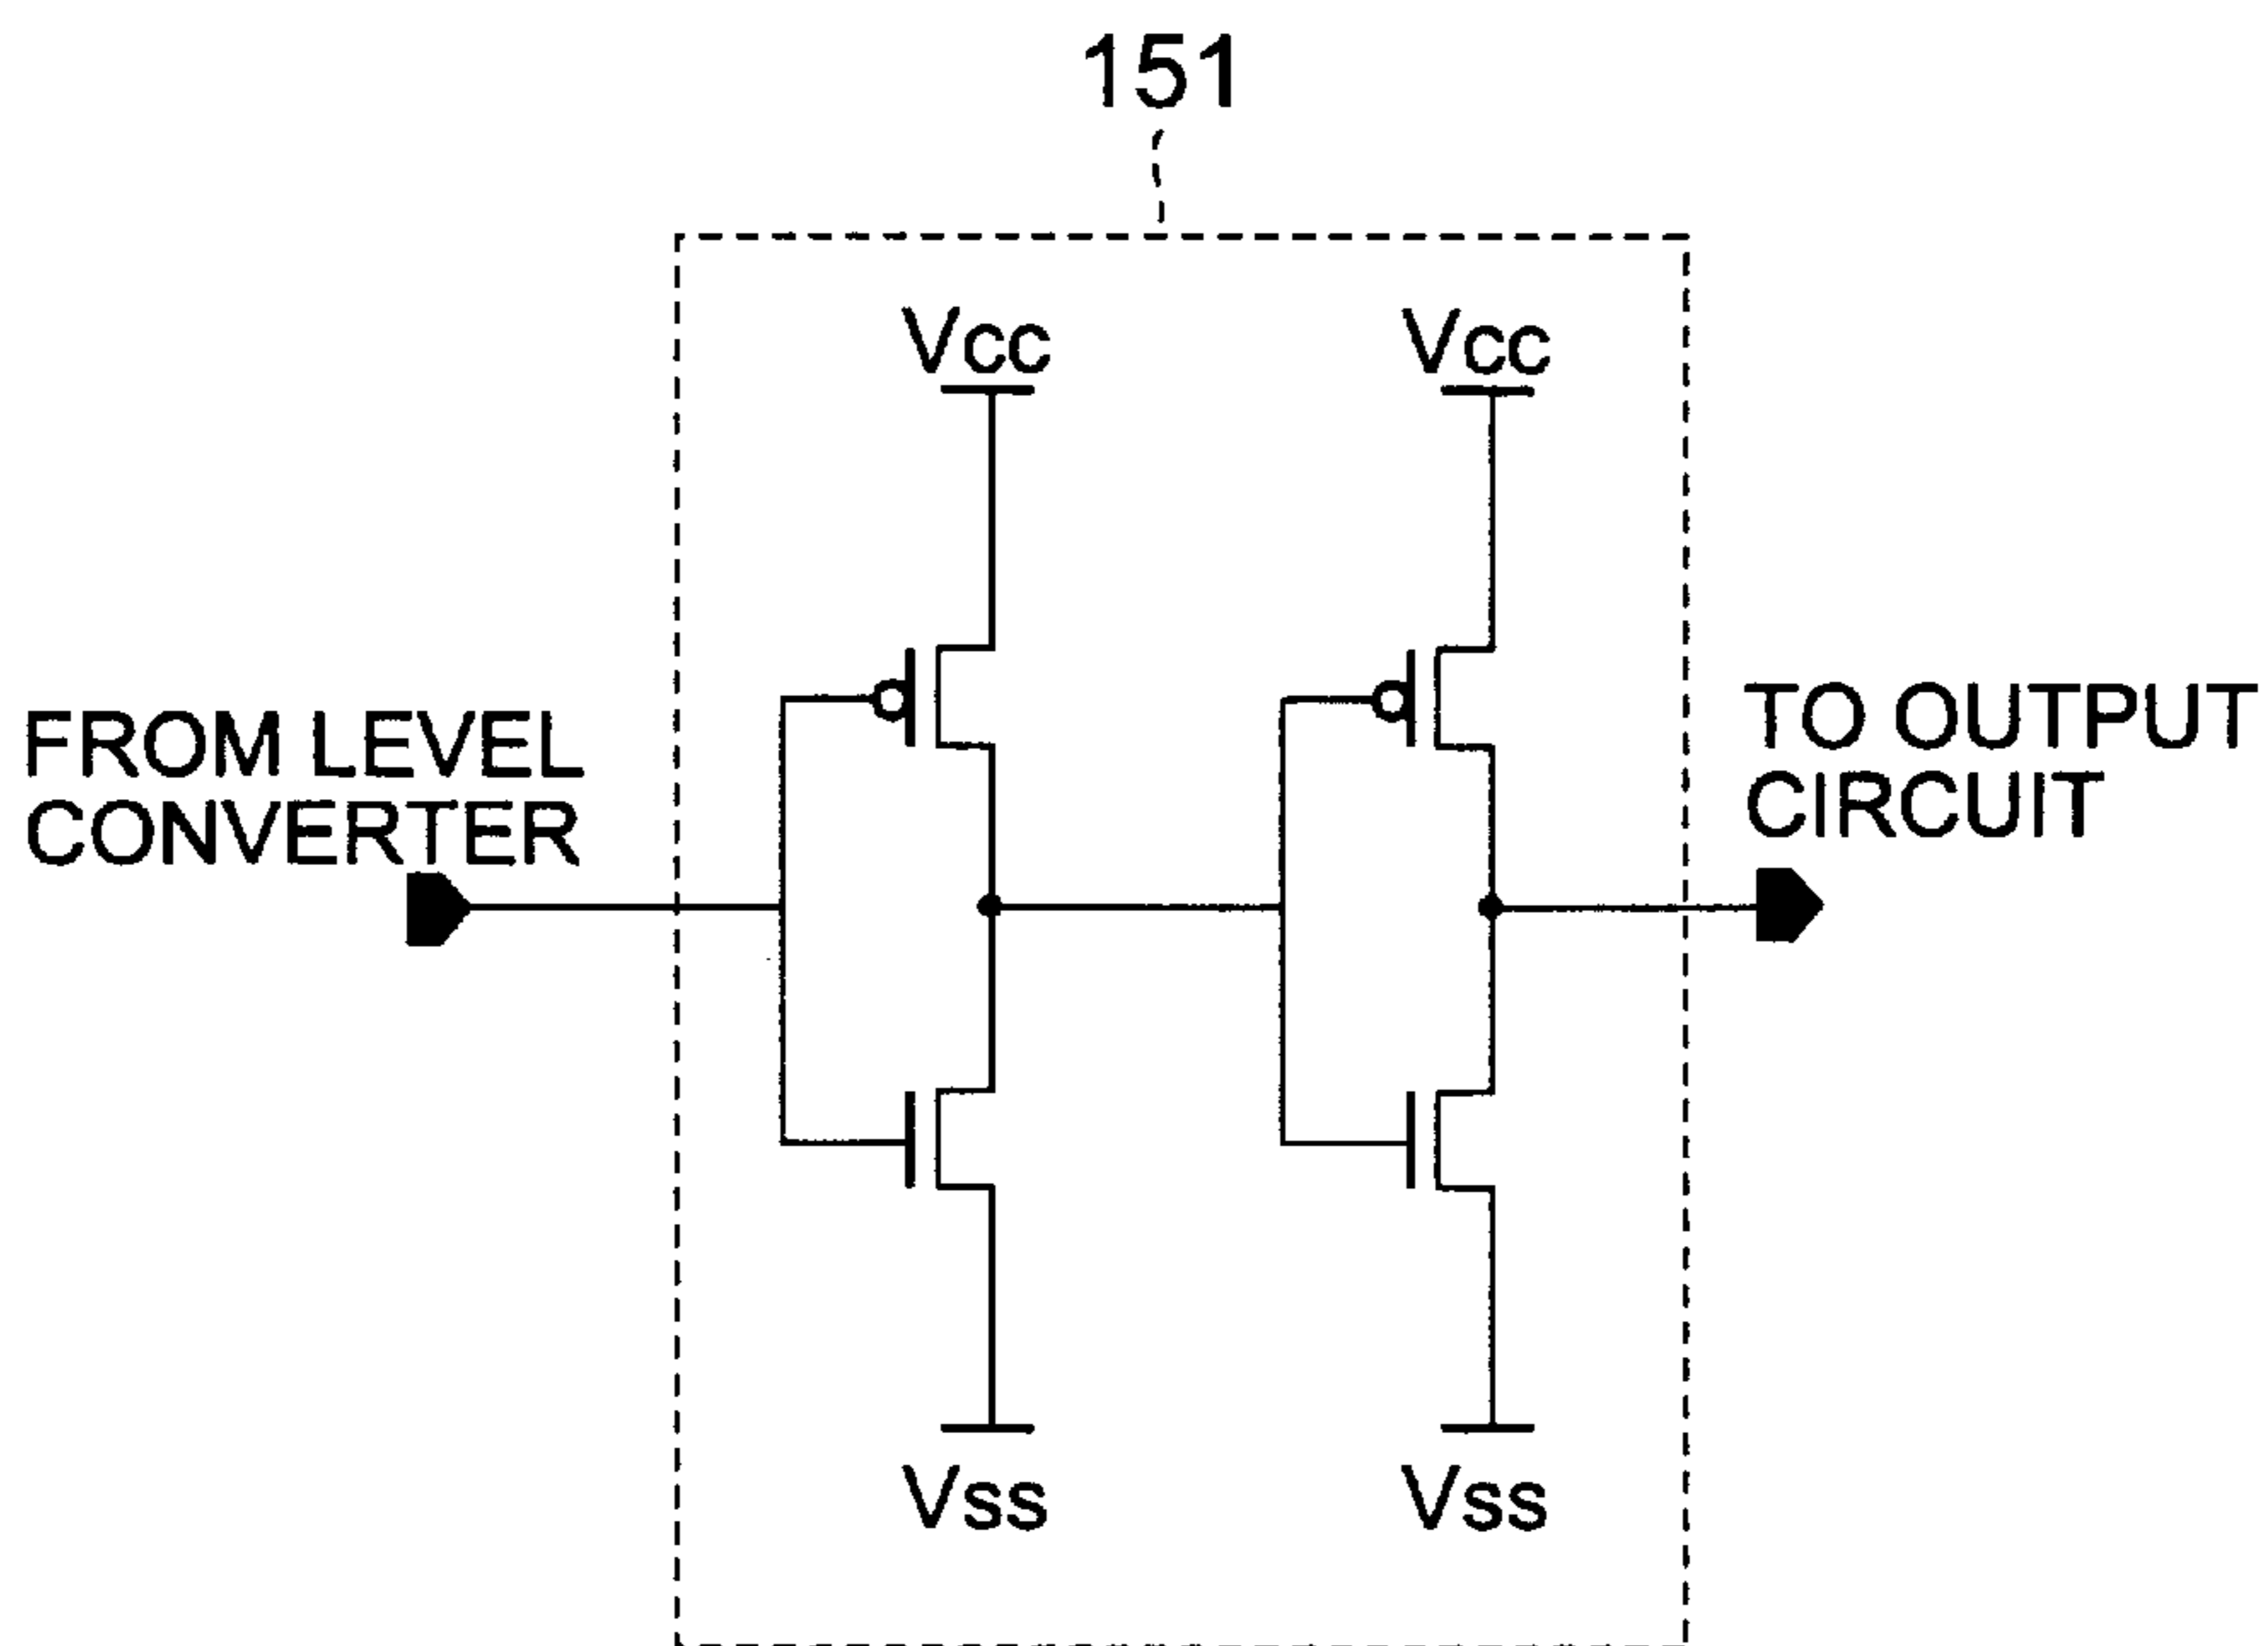 151
Vcc
Vcc
FROM LEVEL
CONVERTER
TO OUTPUT
CIRCUIT
Vss
Vss